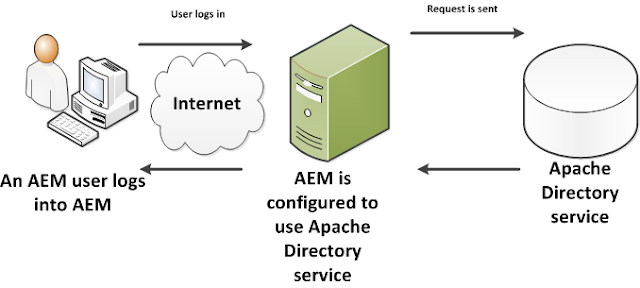 User logs in
Request is sent
Internet
An AEM user logs
into AEM
AEM is
configured to
use Apache
Directory
service
Apache
Directory
service